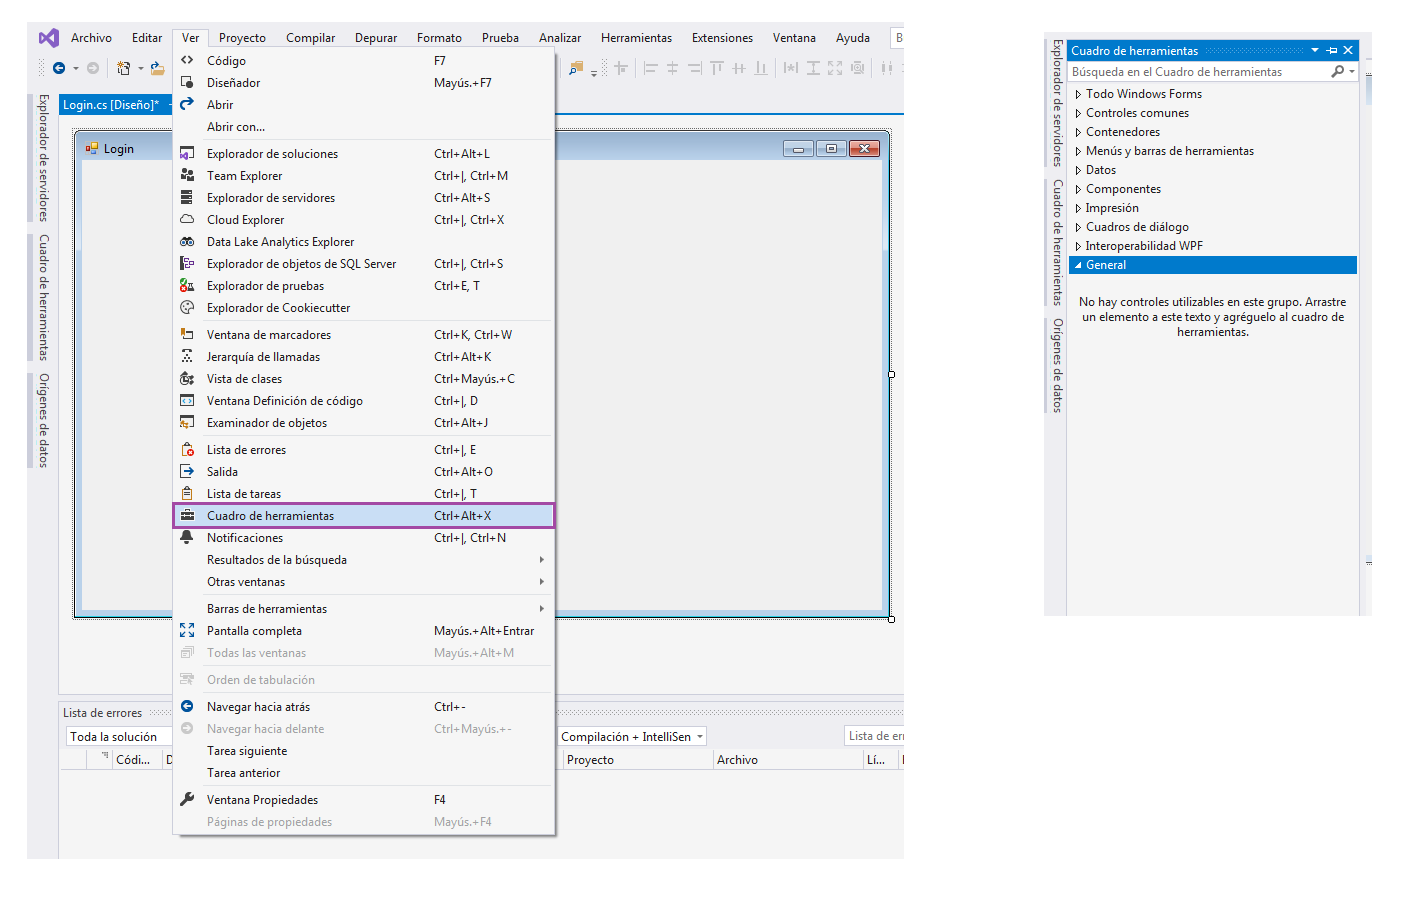 Archivo Editar Ver Proyecto Compilar Depurar Formato Prueba Analizar Herramientas Extensiones Ventana Ayuda B
Explorador de servidores
Cuadro de herramientas
Orígenes de datos
Login.cs [Diseño]*
Login
Código F7
Diseñador Mayús.+F7
Abrir
Abrir con...
Explorador de soluciones Ctrl+Alt+L
Team Explorer Ctrl+|, Ctrl+M
Explorador de servidores Ctrl+Alt+S
Cloud Explorer Ctrl+|, Ctrl+X
Data Lake Analytics Explorer
Explorador de objetos de SQL Server Ctrl+|, Ctrl+S
Explorador de pruebas Ctrl+E, T
Explorador de Cookiecutter
Ventana de marcadores Ctrl+K, Ctrl+W
Jerarquía de llamadas Ctrl+Alt+K
Vista de clases Ctrl+Mayús.+C
Ventana Definición de código Ctrl+|, D
Examinador de objetos Ctrl+Alt+J
Lista de errores Ctrl+|, E
Salida Ctrl+Alt+O
Lista de tareas Ctrl+|, T
Cuadro de herramientas Ctrl+Alt+X
Notificaciones Ctrl+|, Ctrl+N
Resultados de la búsqueda
Otras ventanas
Barras de herramientas
Pantalla completa Mayús.+Alt+Entrar
Todas las ventanas Mayús.+Alt+M
Orden de tabulación
Navegar hacia atrás Ctrl+-
Navegar hacia delante Ctrl+Mayús.+-
Tarea siguiente
Tarea anterior
Ventana Propiedades F4
Páginas de propiedades Mayús.+F4
Lista de errores
Toda la solución Compilación + IntelliSen Lista de er
Códi... D Proyecto Archivo Lí...
Explorador de servidores
Cuadro de herramientas
Orígenes de datos
Cuadro de herramientas
Búsqueda en el Cuadro de herramientas
Todo Windows Forms
Controles comunes
Contenedores
Menús y barras de herramientas
Datos
Componentes
Impresión
Cuadros de diálogo
Interoperabilidad WPF
General
No hay controles utilizables en este grupo. Arrastre
un elemento a este texto y agréguelo al cuadro de
herramientas.